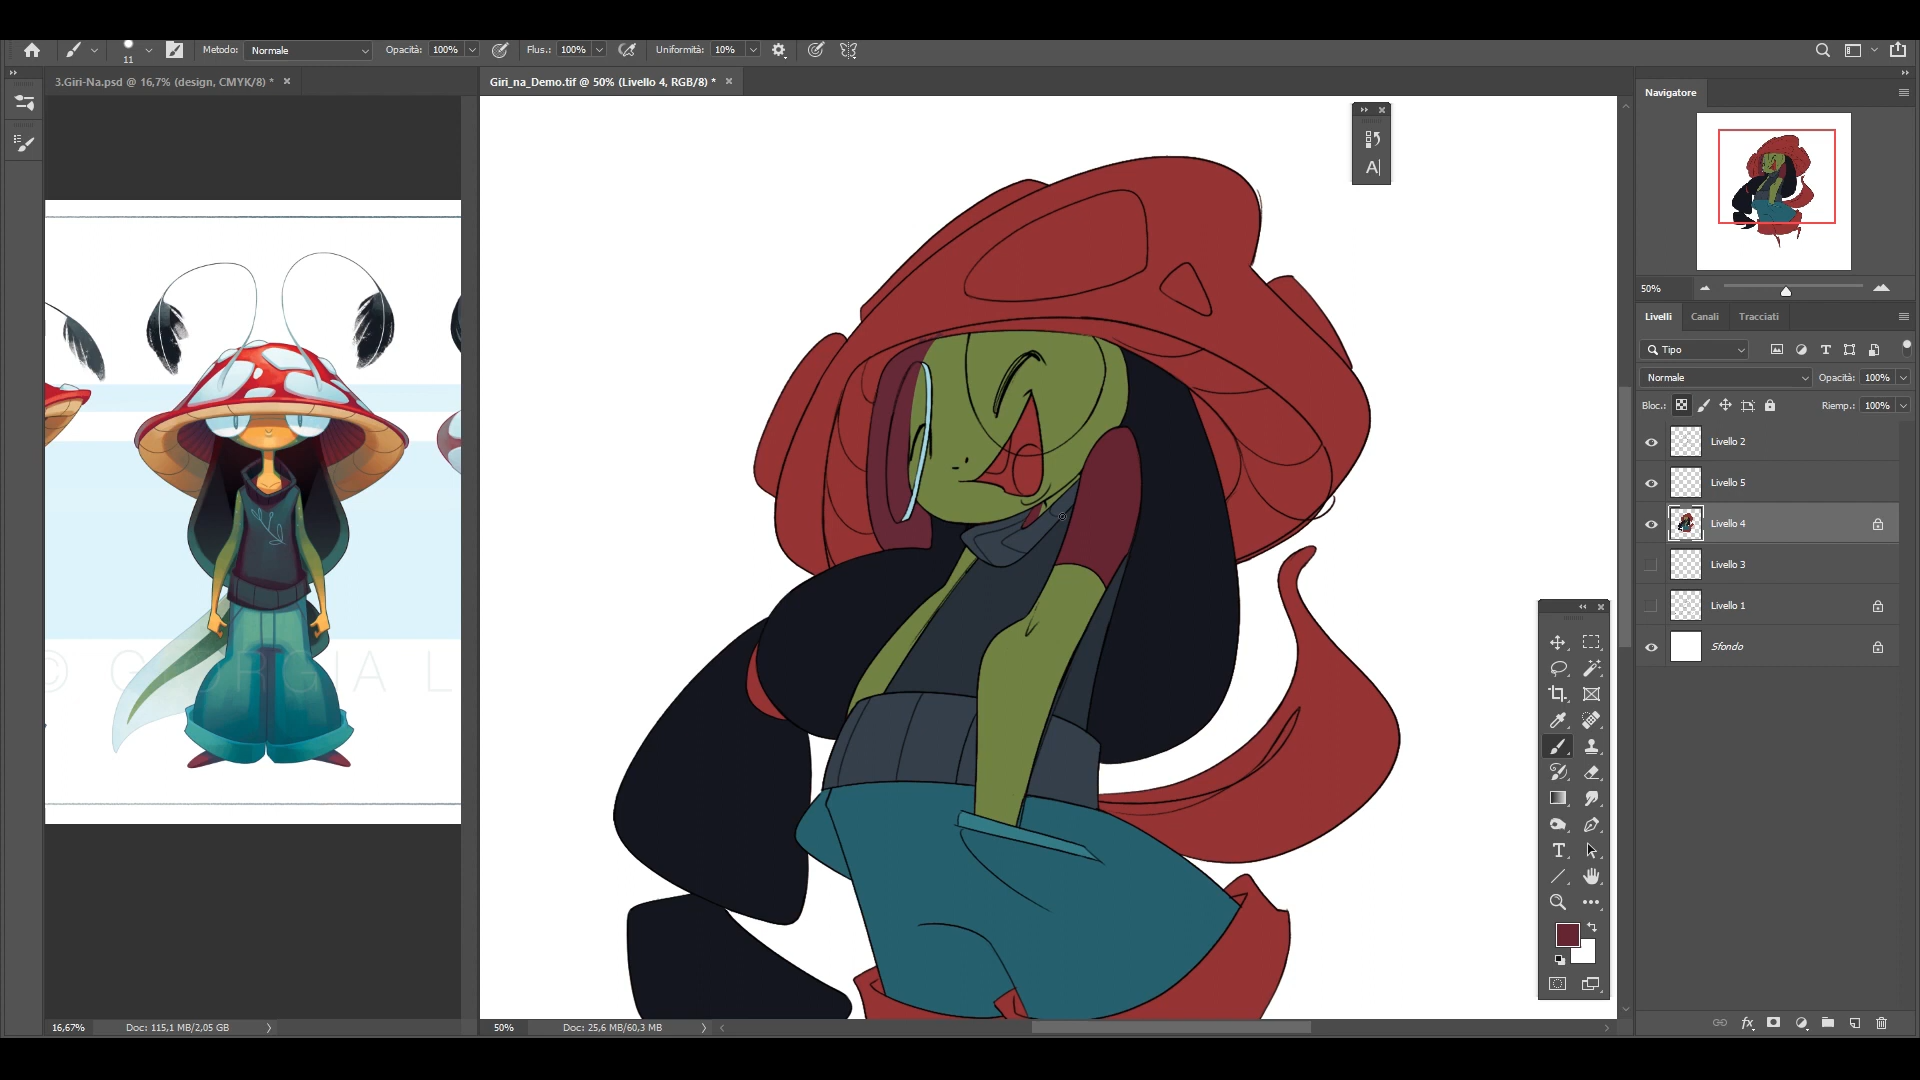 11
Metodo: Normale
Opacità: 100%
Flus.: 100%
Uniformità: 10%
3.Giri-Na.psd @ 16,7% (design, CMYK/8) *
Giri_na_Demo.tif @ 50% (Livello 4, RGB/8) *
A
Navigatore
50%
Livelli Canali Tracciati
Tipo
Normale Opacità: 100%
Bloc.: Riemp.: 100%
Livello 2
Livello 5
Livello 4
Livello 3
Livello 1
Sfondo
© GEORGIA L
T
fx
16,67% Doc: 115,1 MB/2,05 GB
50% Doc: 25,6 MB/60,3 MB